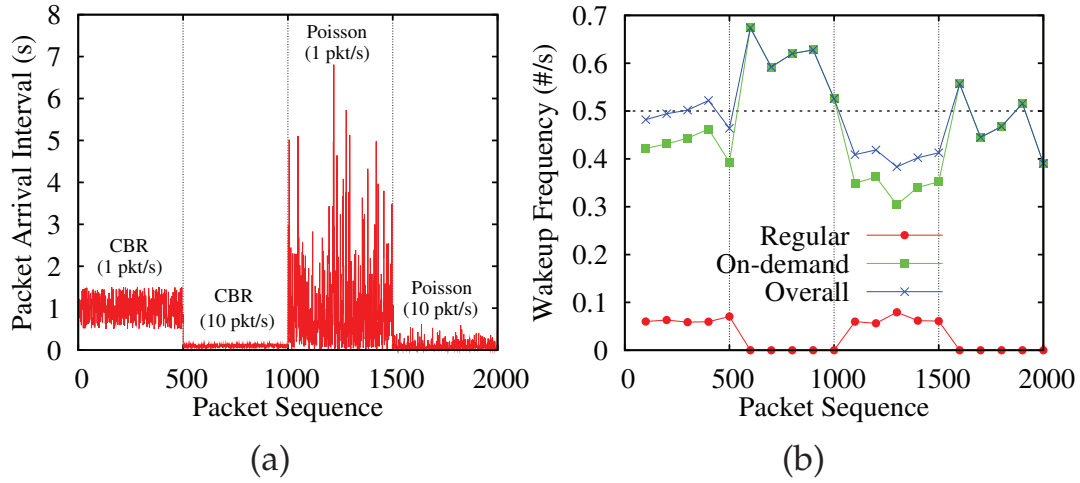 Packet Arrival Interval (s)
8
7
6
5
4
3
2
1
0
Poisson
(1 pkt/s)
CBR
(1 pkt/s)
CBR
(10 pkt/s)
Poisson
(10 pkt/s)
0 500 1000 1500 2000
Packet Sequence
(a)
Wakeup Frequency (#/s)
0.7
0.6
0.5
0.4
0.3
0.2
0.1
0
Regular
On-demand
Overall
0 500 1000 1500 2000
Packet Sequence
(b)